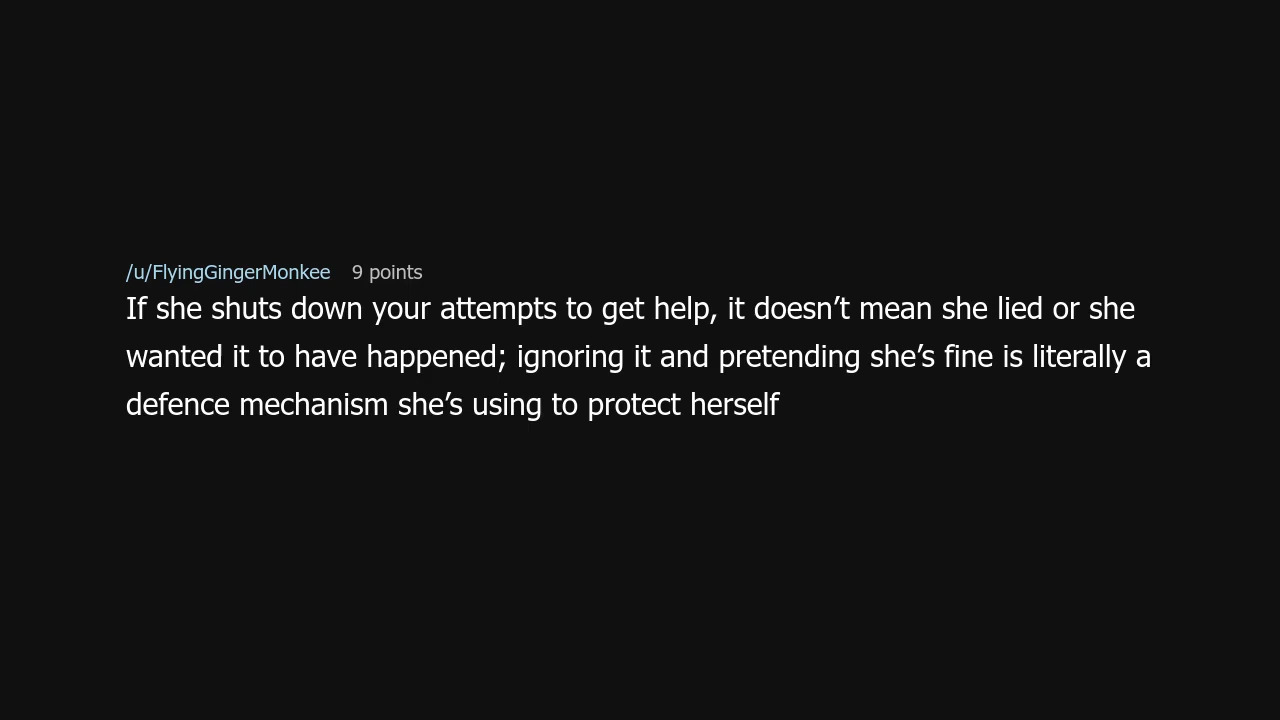 /u/FlyingGingerMonkee 9 points
If she shuts down your attempts to get help, it doesn’t mean she lied or she
wanted it to have happened; ignoring it and pretending she’s fine is literally a
defence mechanism she’s using to protect herself